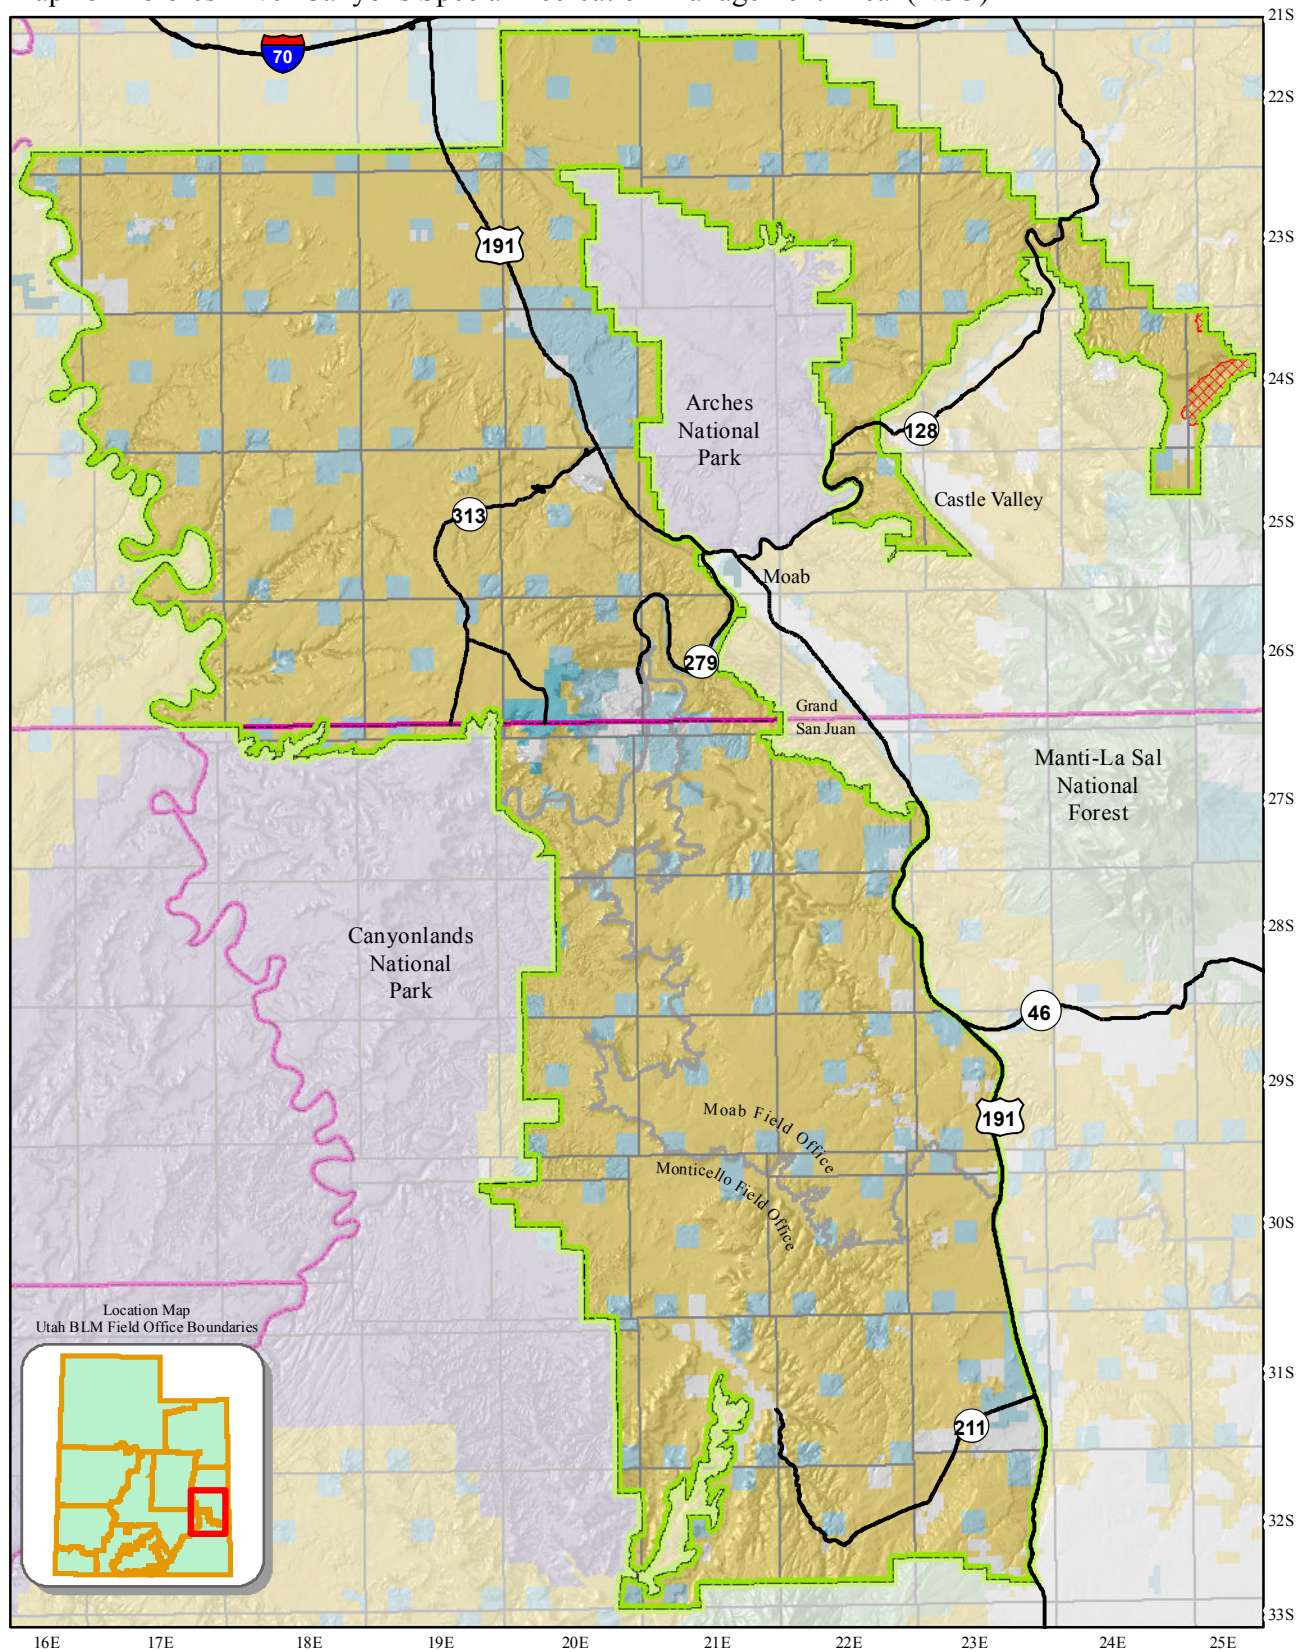 70
21S
22S
191
23S
24S
Arches
National
Park
128
Castle Valley
313
25S
Moab
279
26S
Grand
San Juan
Manti-La Sal
National
Forest
27S
Canyonlands
National
Park
28S
46
29S
191
Moab Field Office
Monticello Field Office
30S
Location Map
Utah BLM Field Office Boundaries
31S
211
32S
33S
16E 17E 18E 19E 20E 21E 22E 23E 24E 25E